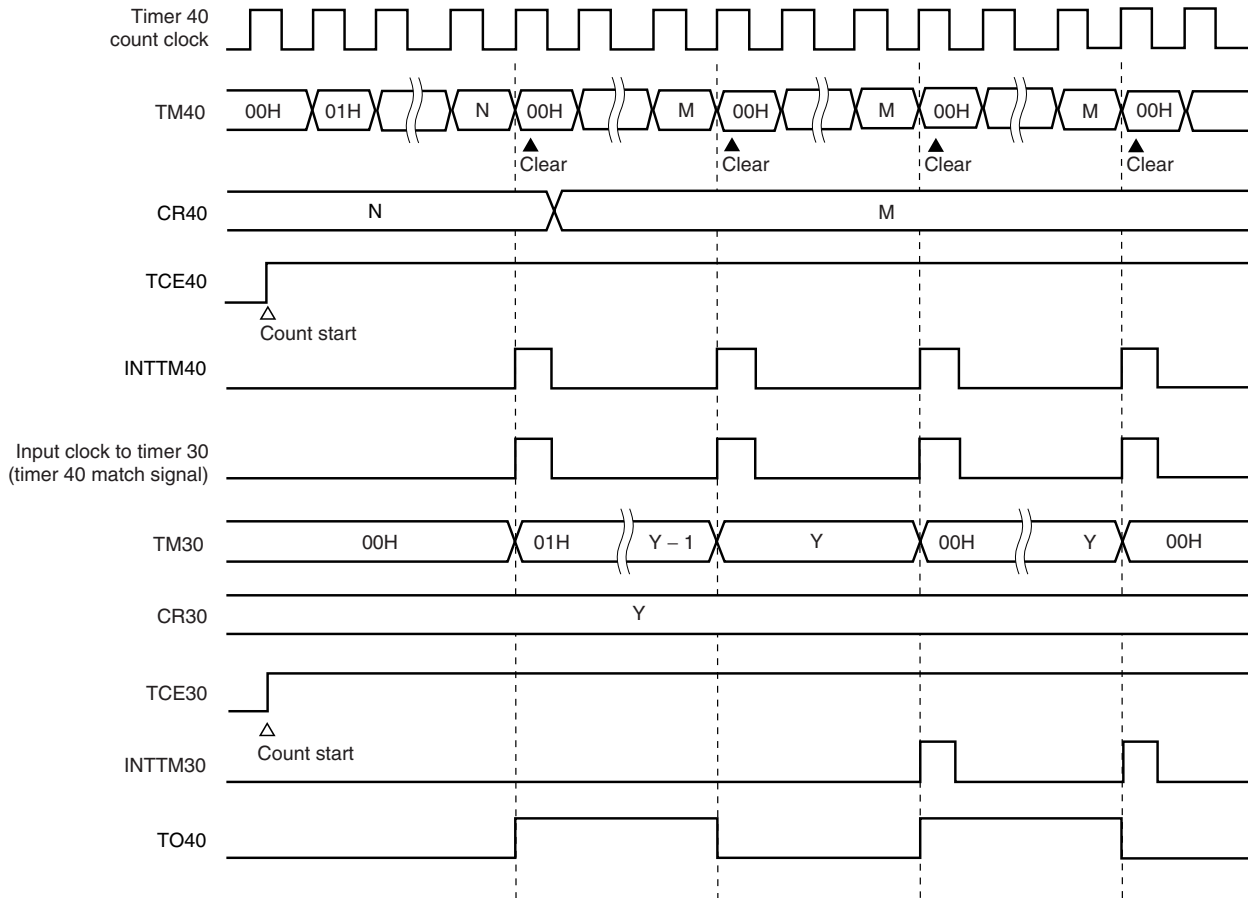 Timer 40
count clock
TM40 00H 01H N 00H M 00H M 00H M 00H
Clear Clear Clear Clear
CR40 N M
TCE40
Count start
INTTM40
Input clock to timer 30
(timer 40 match signal)
TM30 00H 01H Y – 1 Y 00H Y 00H
CR30 Y
TCE30
Count start
INTTM30
TO40